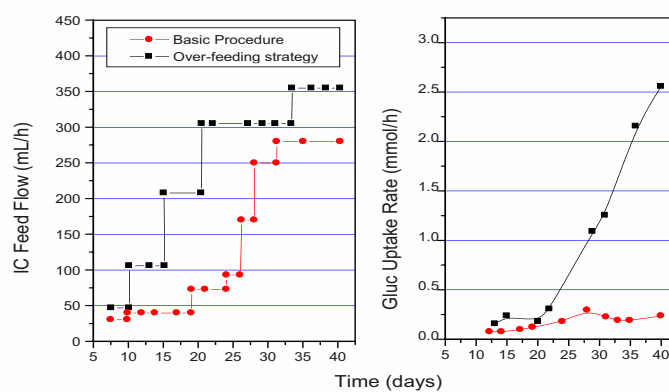 Basic Procedure
Over-feeding strategy
IC Feed Flow (mL/h)
450
400
350
300
250
200
150
100
50
0
5 10 15 20 25 30 35 40
Gluc Uptake Rate (mmol/h)
3.0
2.5
2.0
1.5
1.0
0.5
0.0
5 10 15 20 25 30 35 40
Time (days)